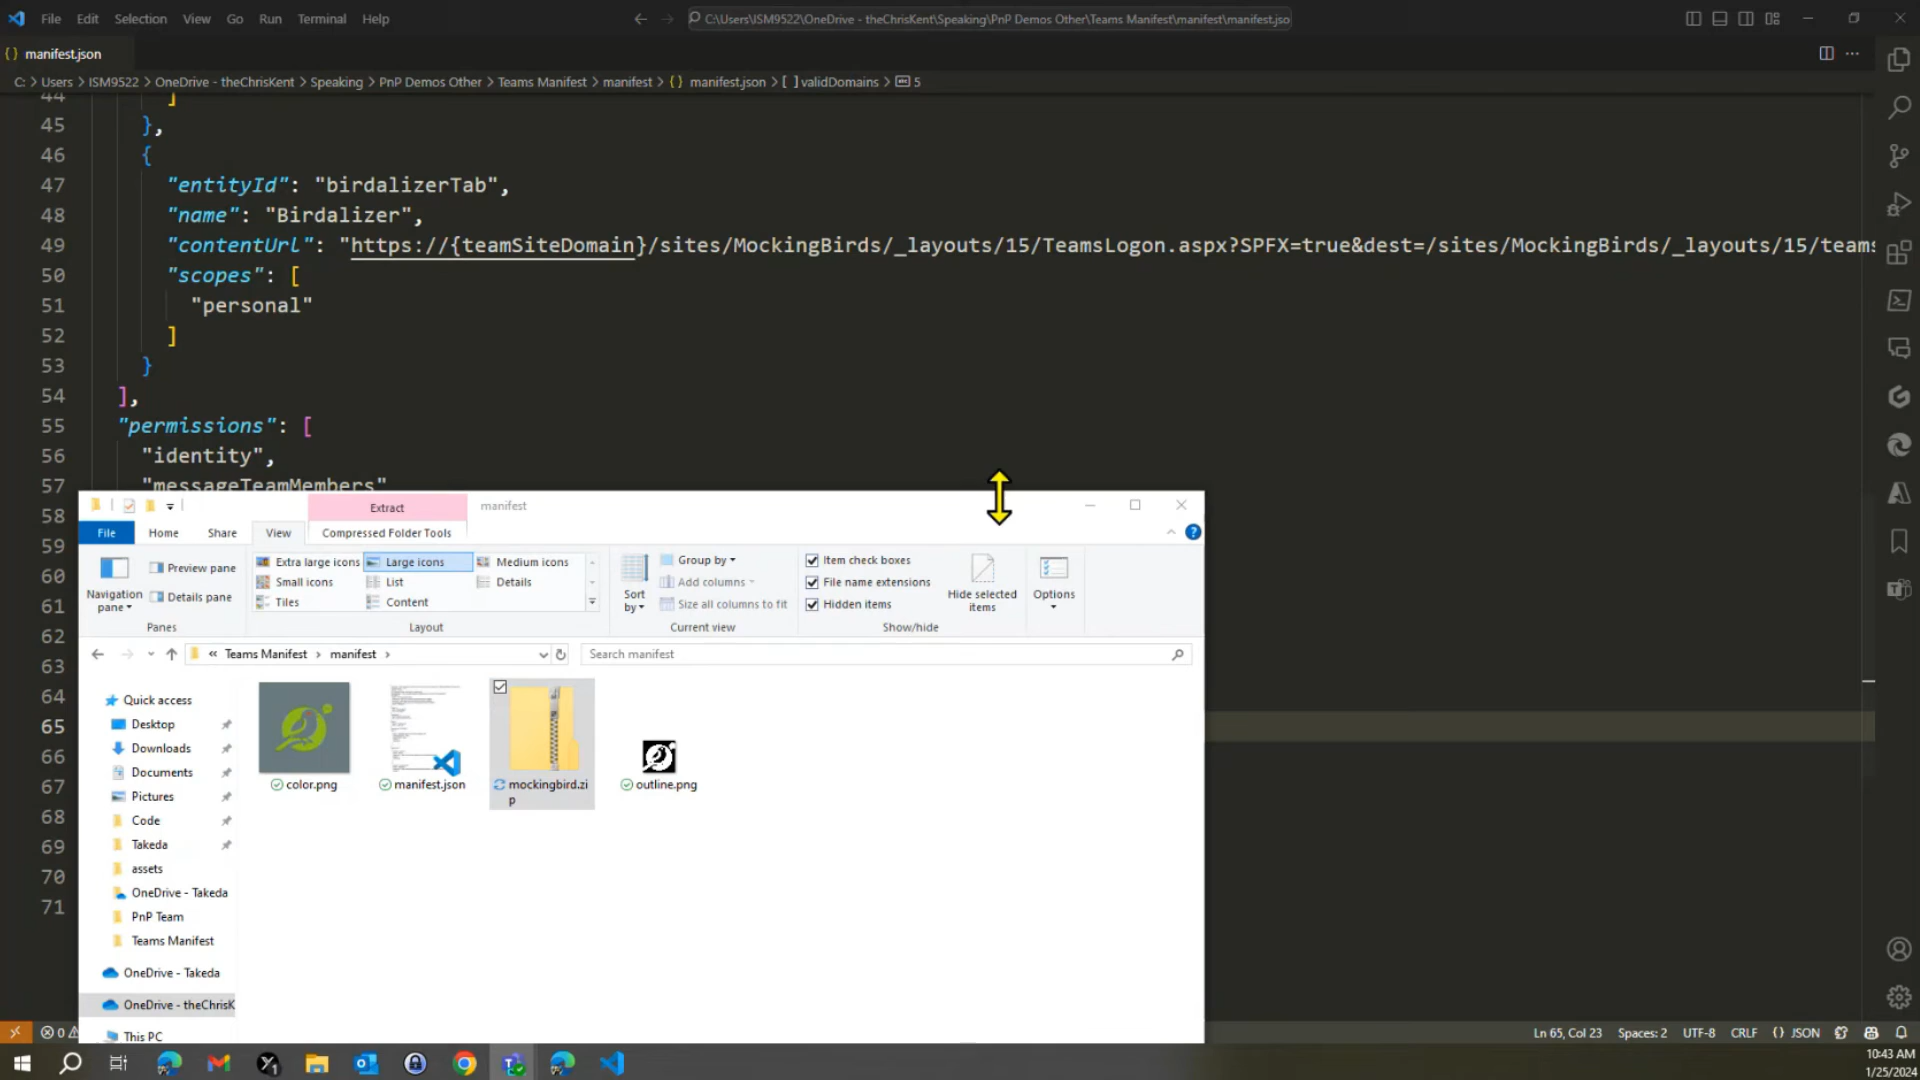 File Edit Selection View Go Run Terminal Help
C:\Users\ISM9522\OneDrive - theChrisKent\Speaking\PnP Demos Other\Teams Manifest\manifest\manifest.jso
{} manifest.json
C: > Users > ISM9522 > OneDrive - theChrisKent > Speaking > PnP Demos Other > Teams Manifest > manifest > {} manifest.json > [ ] validDomains > abc 5
44 ]
45 },
46 {
47 "entityId": "birdalizerTab",
48 "name": "Birdalizer",
49 "contentUrl": "https://{teamSiteDomain}/sites/MockingBirds/_layouts/15/TeamsLogon.aspx?SPFX=true&dest=/sites/MockingBirds/_layouts/15/teams
50 "scopes": [
51 "personal"
52 ]
53 }
54 ],
55 "permissions": [
56 "identity",
57 "messageTeamMembers"
58
59
60
61
62
63
64
65
66
67
68
69
70
71
Extract manifest
File Home Share View Compressed Folder Tools
Navigation pane
Preview pane
Details pane
Panes
Extra large icons Large icons Medium icons
Small icons List Details
Tiles Content
Layout
Sort by
Group by
Add columns
Size all columns to fit
Current view
Item check boxes
File name extensions
Hidden items
Hide selected items
Show/hide
Options
« Teams Manifest > manifest >
Search manifest
Quick access
Desktop
Downloads
Documents
Pictures
Code
Takeda
assets
OneDrive - Takeda
PnP Team
Teams Manifest
OneDrive - Takeda
OneDrive - theChrisK
This PC
color.png
manifest.json
mockingbird.zi
p
outline.png
0
Ln 65, Col 23 Spaces: 2 UTF-8 CRLF {} JSON
10:43 AM
1/25/2024